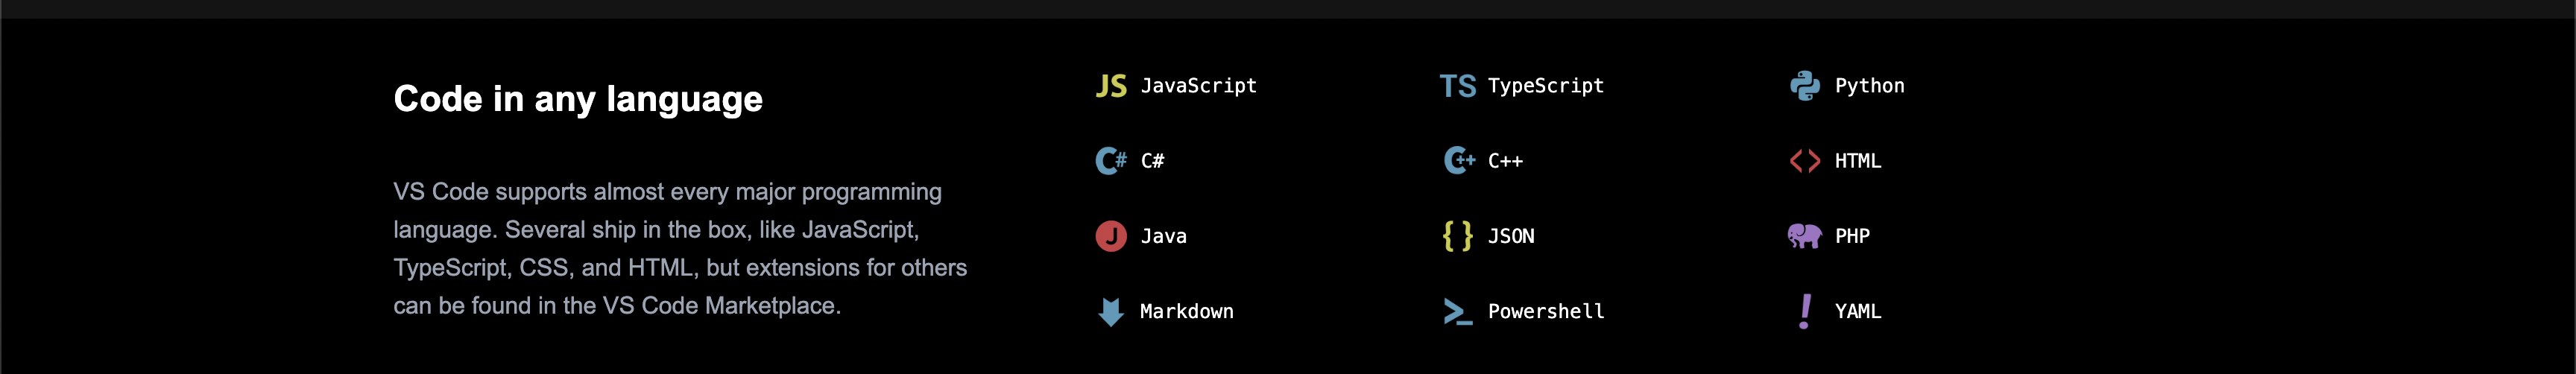 Code in any language
VS Code supports almost every major programming
language. Several ship in the box, like JavaScript,
TypeScript, CSS, and HTML, but extensions for others
can be found in the VS Code Marketplace.
JS JavaScript
TS TypeScript
Python
C# C#
C++ C++
HTML
J Java
{} JSON
PHP
Markdown
Powershell
! YAML